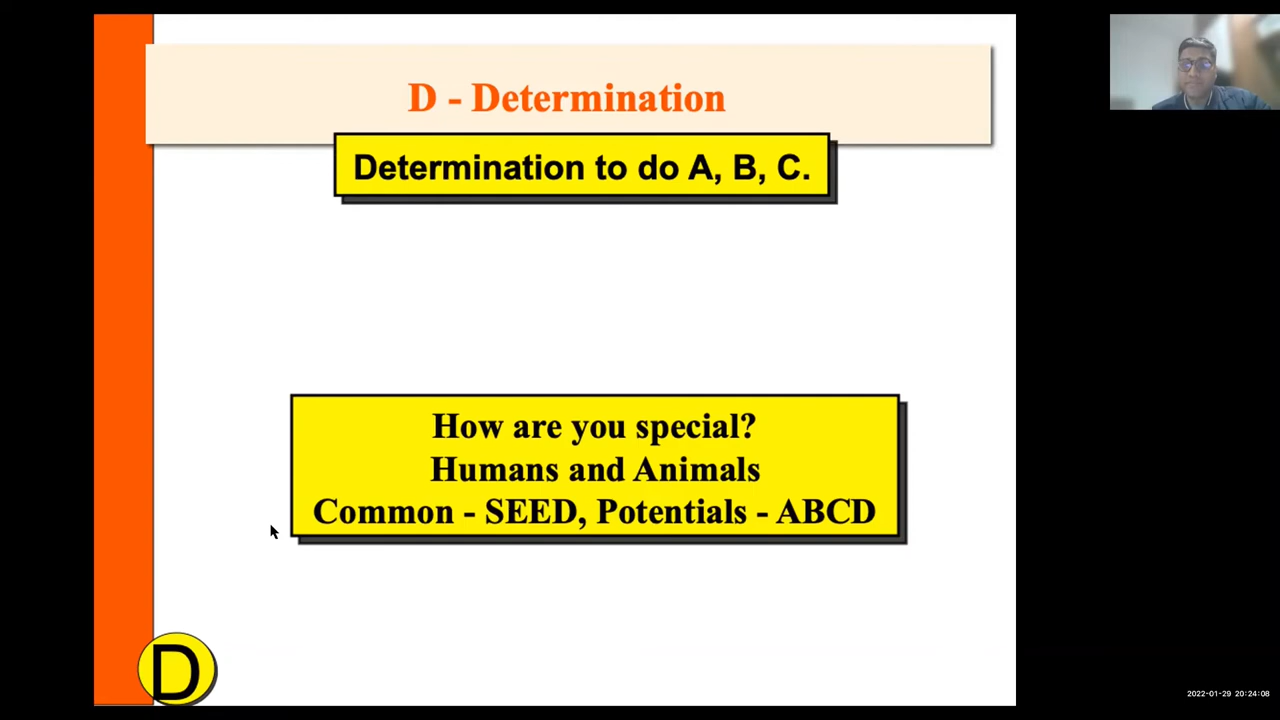 D - Determination
Determination to do A, B, C.
How are you special?
Humans and Animals
Common - SEED, Potentials - ABCD
D
2022-01-29 20:24:08